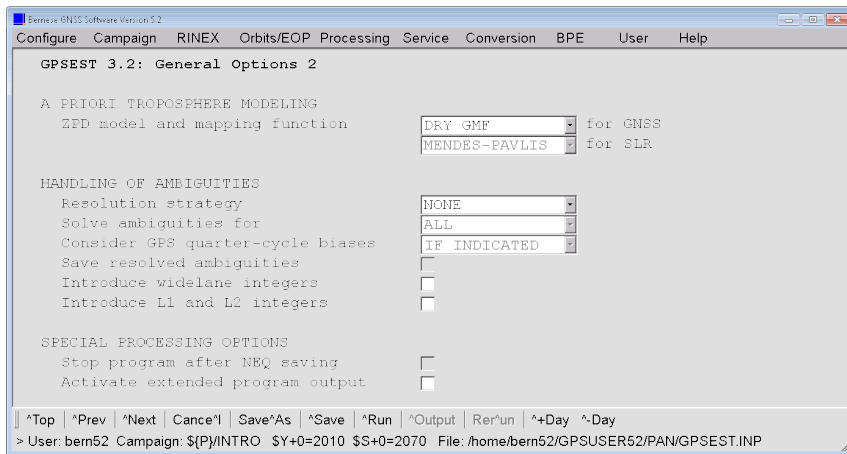 Bernese GNSS Software Version 5.2
Configure Campaign RINEX Orbits/EOP Processing Service Conversion BPE User Help
GPSEST 3.2: General Options 2
A PRIORI TROPOSPHERE MODELING
ZPD model and mapping function DRY GMF for GNSS
MENDES-PAVLIS for SLR
HANDLING OF AMBIGUITIES
Resolution strategy NONE
Solve ambiguities for ALL
Consider GPS quarter-cycle biases IF INDICATED
Save resolved ambiguities
Introduce widelane integers
Introduce L1 and L2 integers
SPECIAL PROCESSING OPTIONS
Stop program after NEQ saving
Activate extended program output
^Top ^Prev ^Next Cance^l Save^As ^Save ^Run ^Output Rer^un ^+Day ^-Day
> User: bern52 Campaign: ${P}/INTRO $Y+0=2010 $S+0=2070 File: /home/bern52/GPSUSER52/PAN/GPSEST.INP